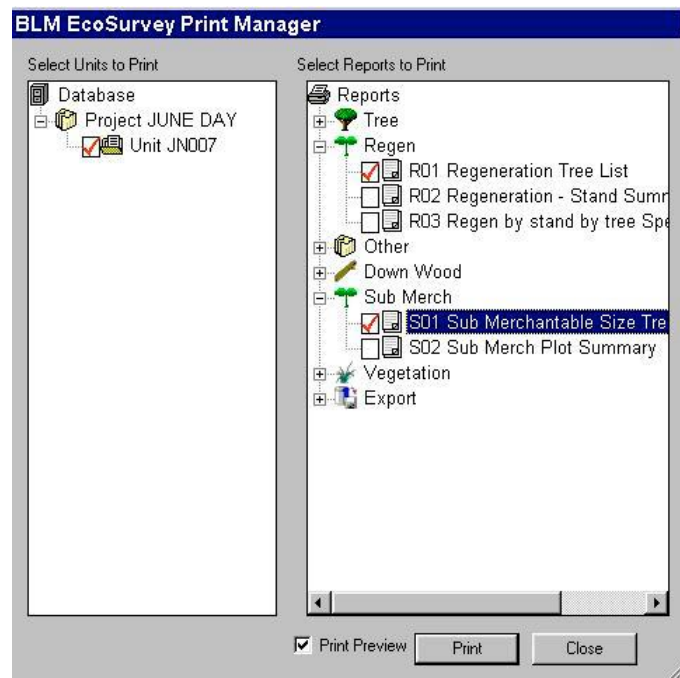 BLM EcoSurvey Print Manager
Select Units to Print
Database
Project JUNE DAY
Unit JN007
Select Reports to Print
Reports
Tree
Regen
R01 Regeneration Tree List
R02 Regeneration - Stand Summ
R03 Regen by stand by tree Spe
Other
Down Wood
Sub Merch
S01 Sub Merchantable Size Tre
S02 Sub Merch Plot Summary
Vegetation
Export
Print Preview
Print
Close